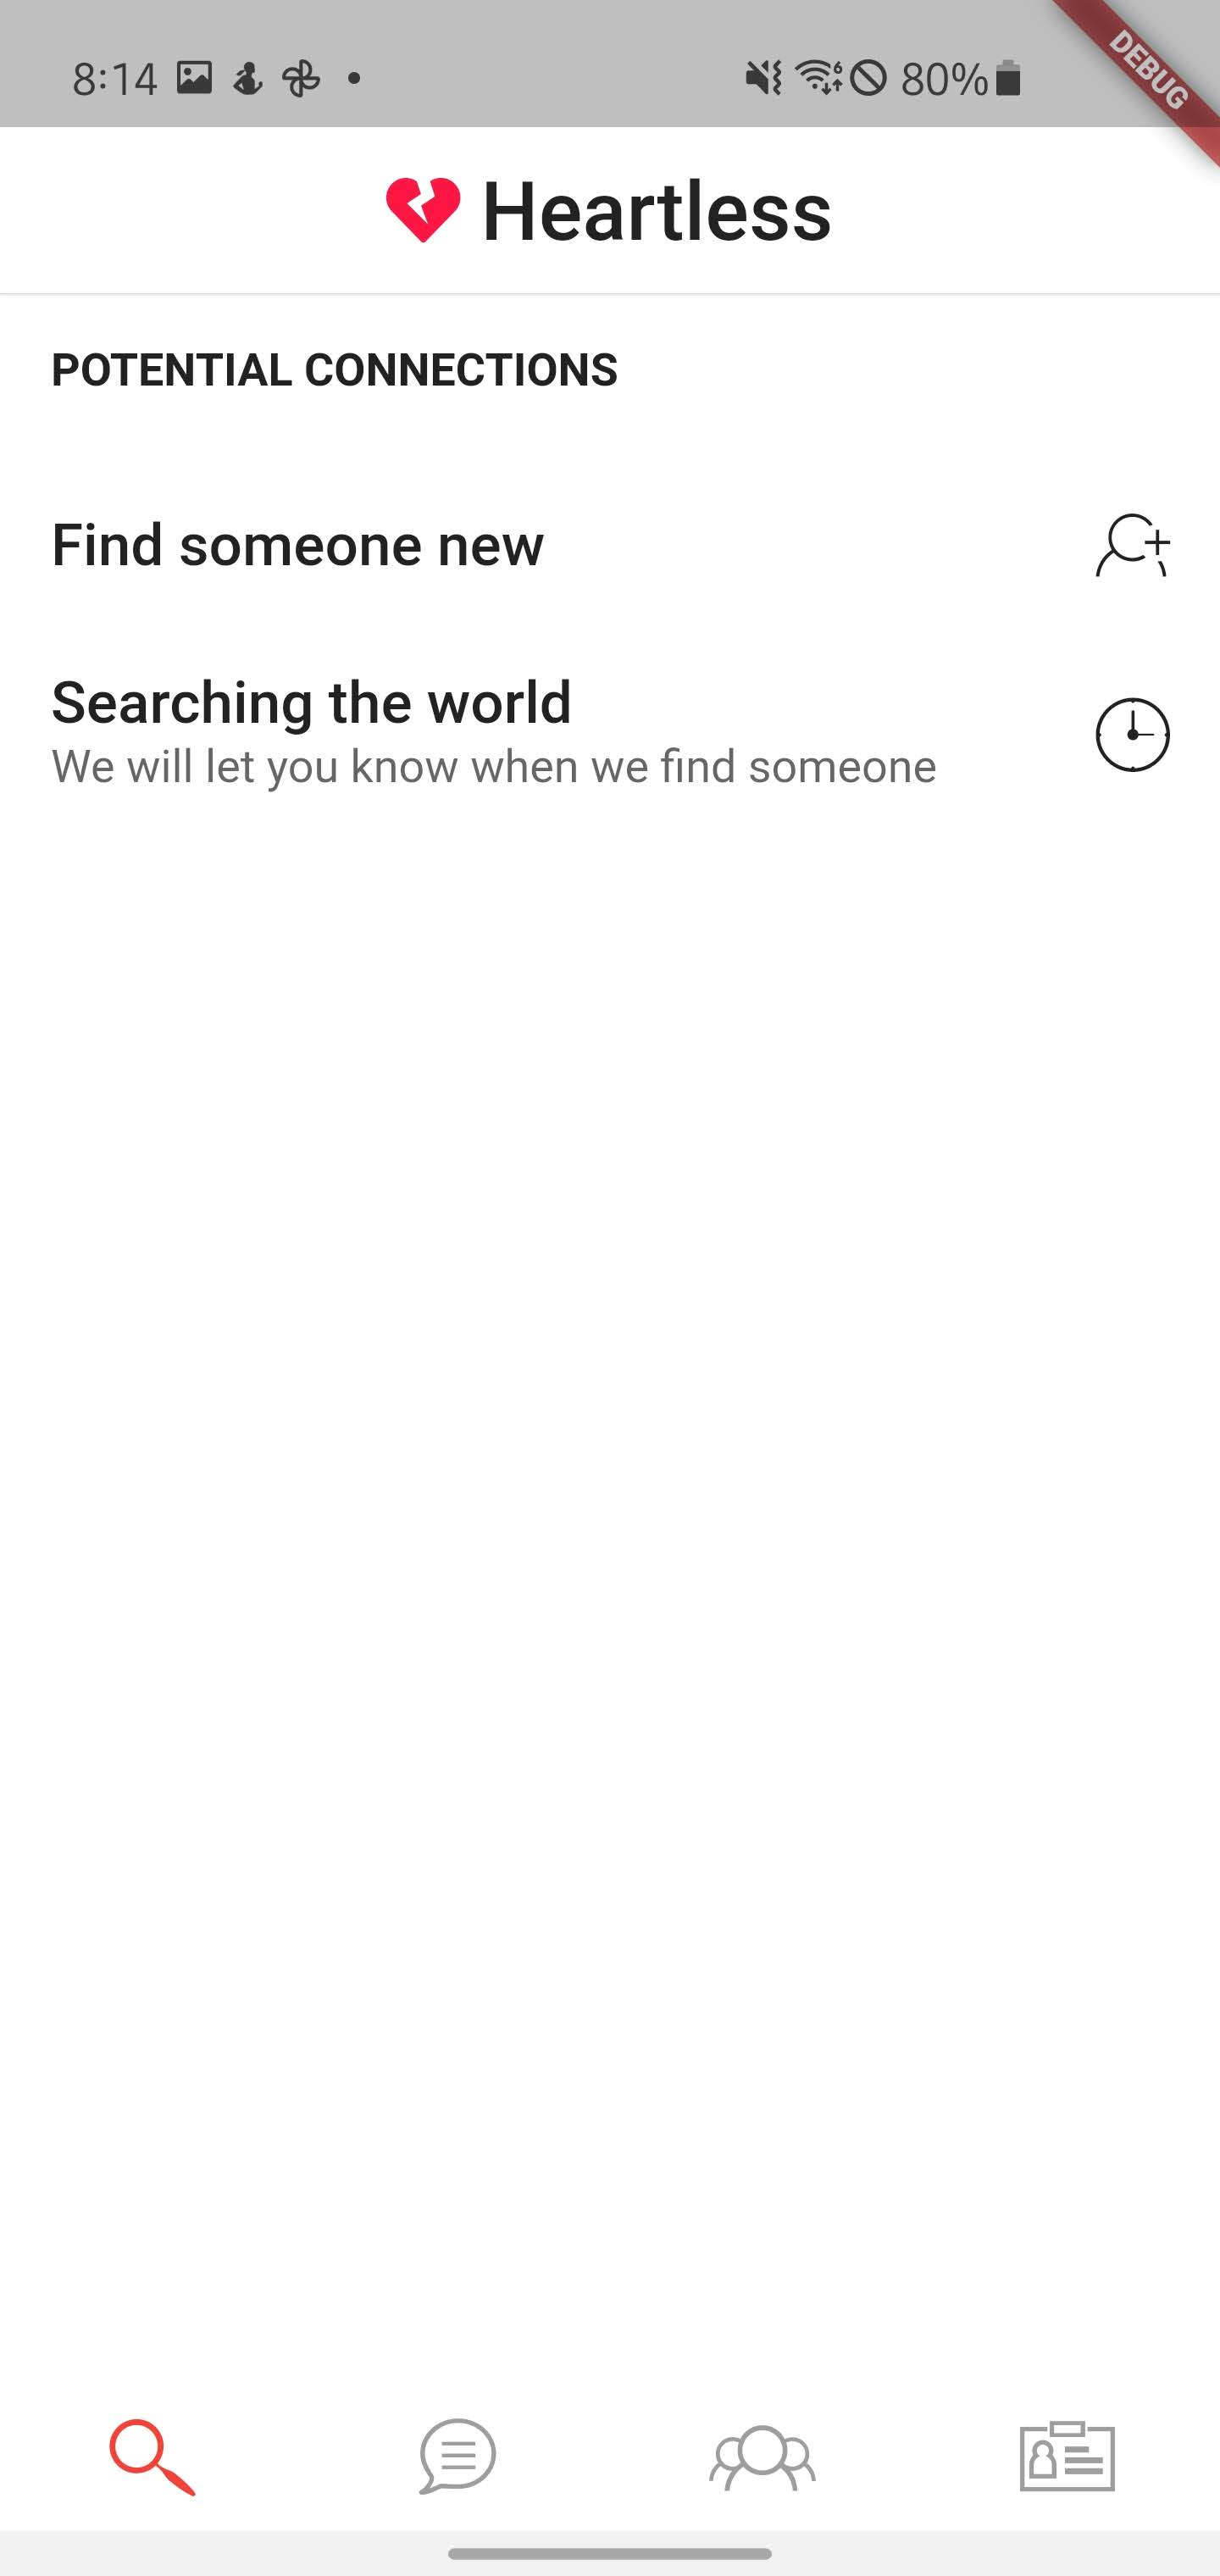 8:14
80%
DEBUG
Heartless
POTENTIAL CONNECTIONS
Find someone new
Searching the world
We will let you know when we find someone